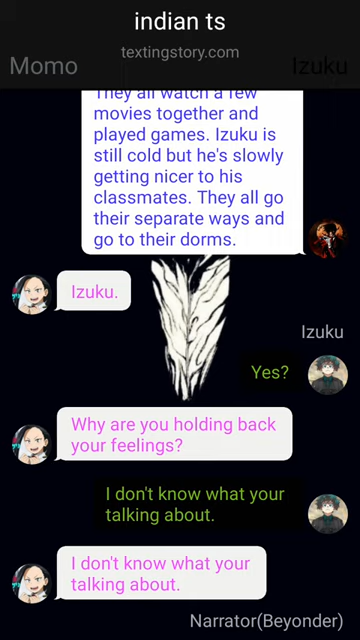 indian ts
textingstory.com
Momo
Izuku
They all watch a few
movies together and
played games. Izuku is
still cold but he's slowly
getting nicer to his
classmates. They all go
their separate ways and
go to their dorms.
Izuku.
Izuku
Yes?
Why are you holding back
your feelings?
I don't know what your
talking about.
I don't know what your
talking about.
Narrator(Beyonder)